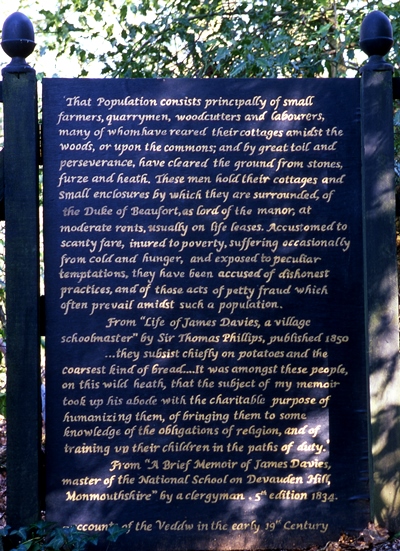 That Population consists principally of small
farmers, quarrymen, woodcutters and labourers,
many of whom have reared their cottages amidst the
woods, or upon the commons; and by great toil and
perseverance, have cleared the ground from stones,
furze and heath. These men hold their cottages and
small enclosures by which they are surrounded, of
the Duke of Beaufort, as lord of the manor, at
moderate rents, usually on life leases. Accustomed to
scanty fare, inured to poverty, suffering occasionally
from cold and hunger, and exposed to peculiar
temptations, they have been accused of dishonest
practices, and of those acts of petty fraud which
often prevail amidst such a population.
From "Life of James Davies, a village
schoolmaster" by Sir Thomas Phillips, published 1850
...they subsist chiefly on potatoes and the
coarsest kind of bread....It was amongst these people,
on this wild heath, that the subject of my memoir
took up his abode with the charitable purpose of
humanizing them, of bringing them to some
knowledge of the obligations of religion, and of
training up their children in the paths of duty.
From "A Brief Memoir of James Davies,
master of the National School on Devauden Hill,
Monmouthshire" by a clergyman. 5th edition 1834.
accounts of the Veddw in the early 19th Century